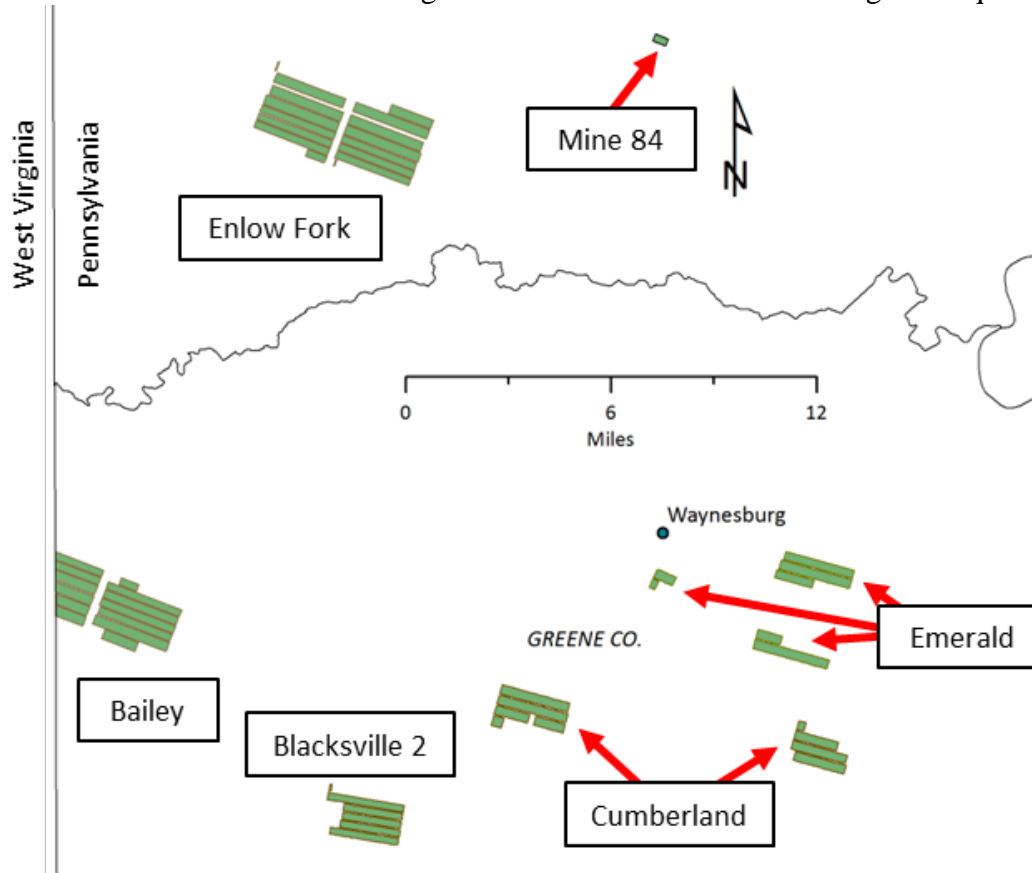 West Virginia
Pennsylvania
Mine 84
N
Enlow Fork
0
6
12
Miles
Waynesburg
GREENE CO.
Emerald
Bailey
Blacksville 2
Cumberland